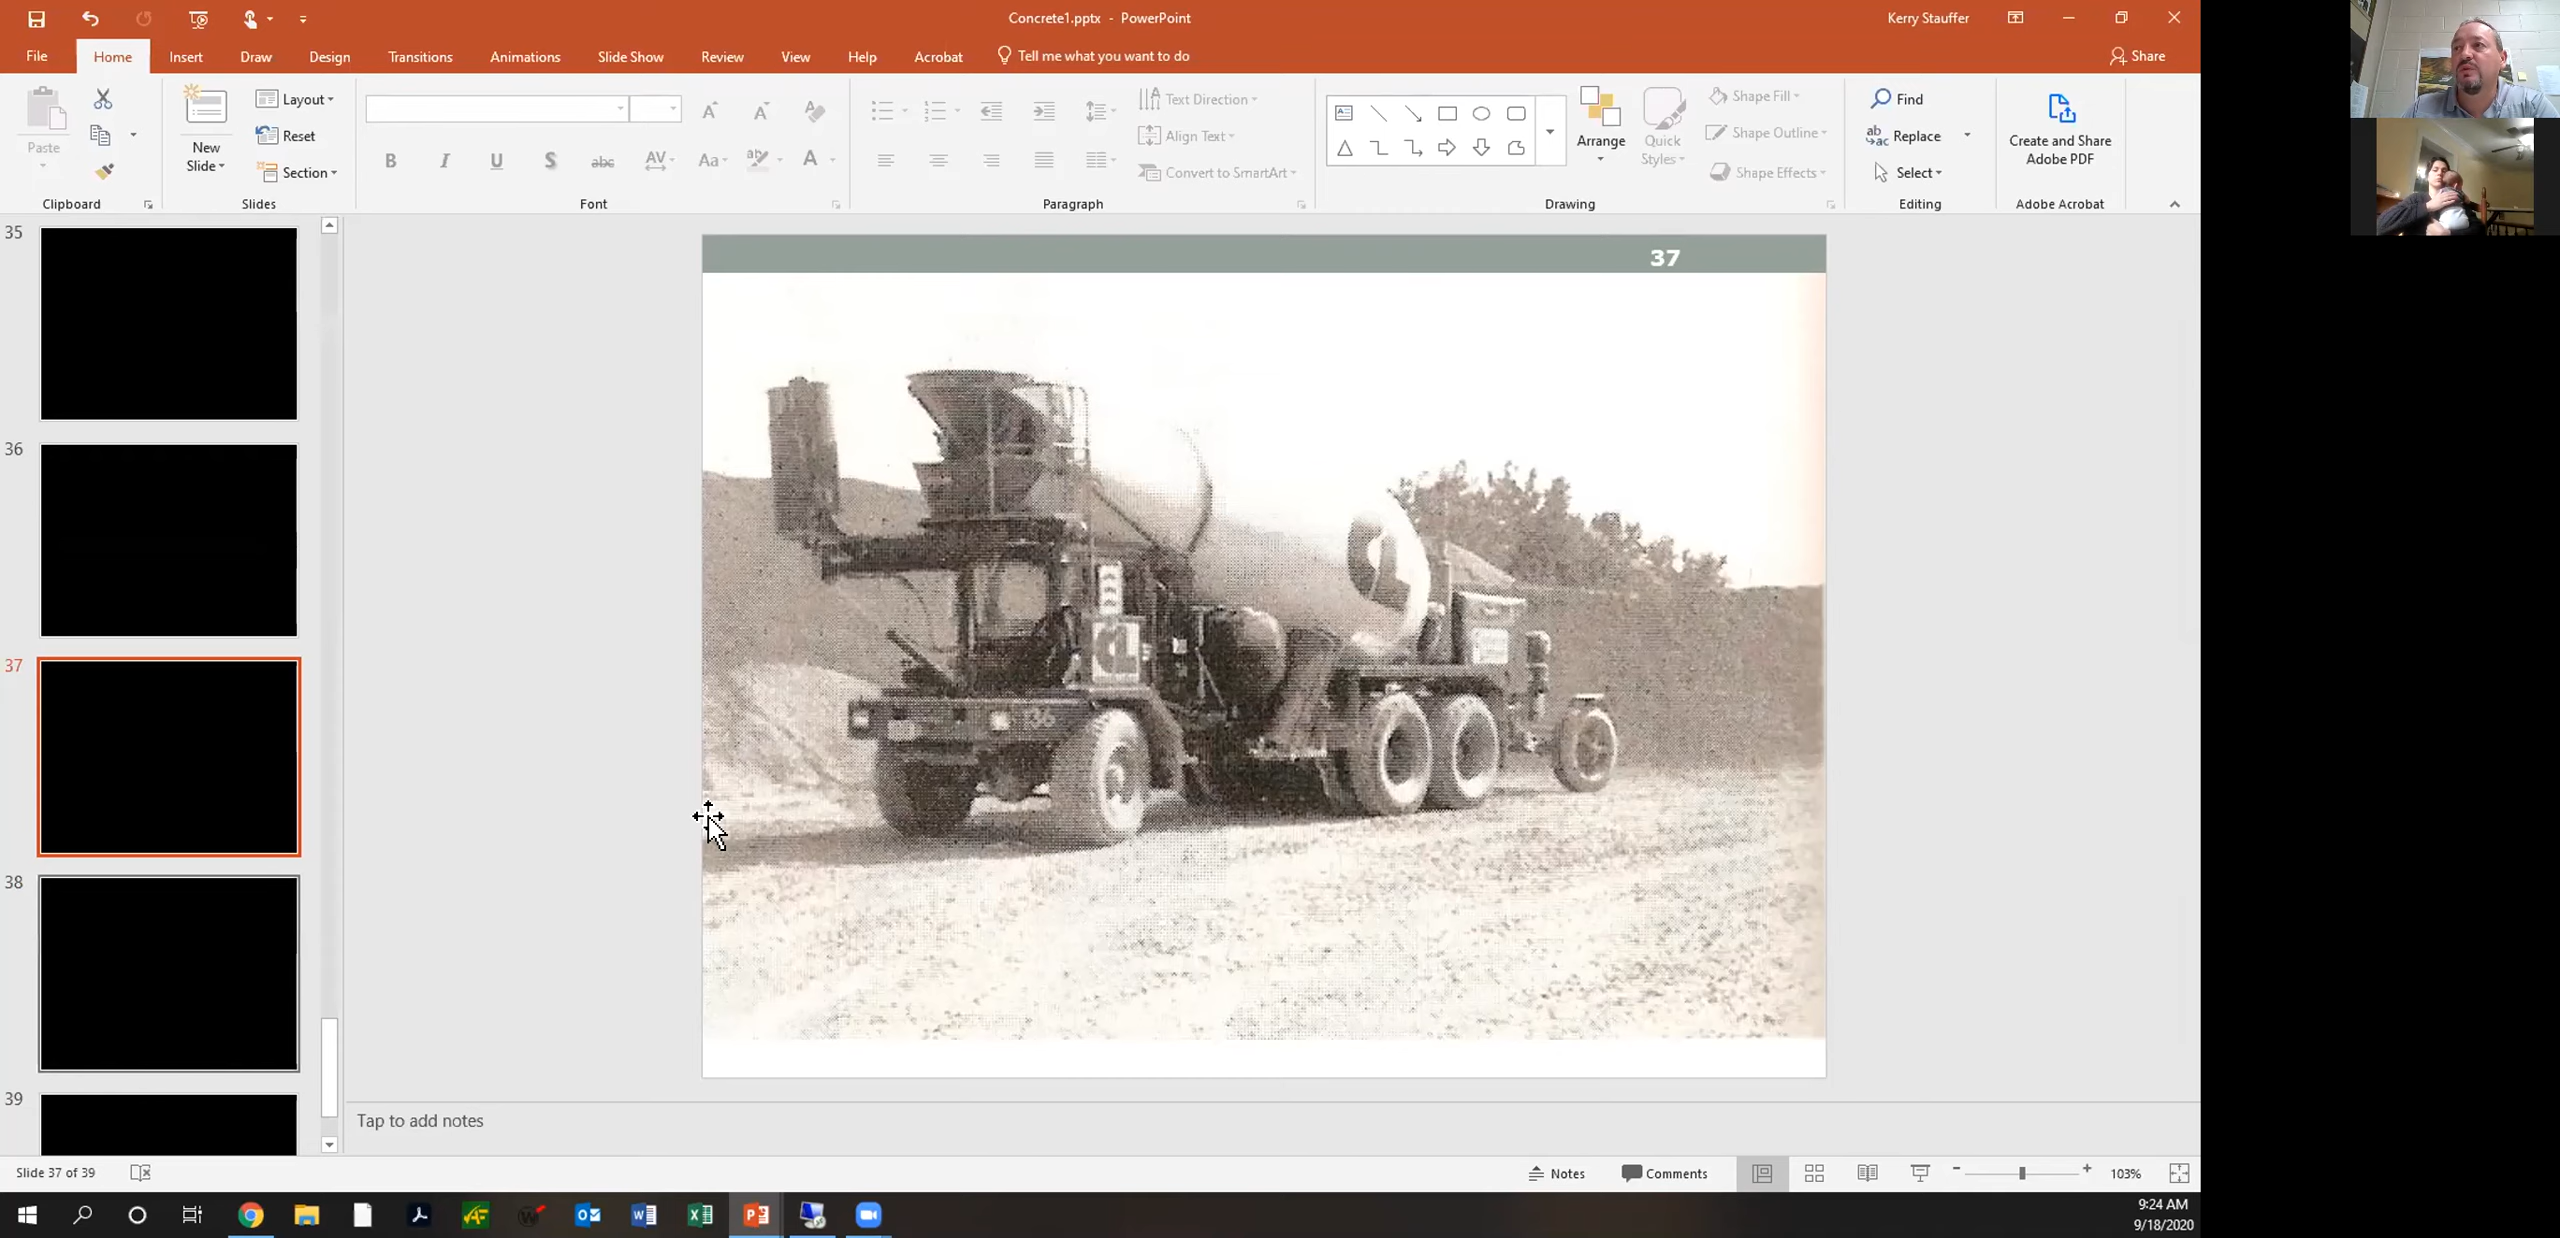 Concrete1.pptx - PowerPoint
Kerry Stauffer
File
Home
Insert
Draw
Design
Transitions
Animations
Slide Show
Review
View
Help
Acrobat
Tell me what you want to do
Share
Paste
New
Slide
Layout
Reset
Section
B
I
U
S
abc
AV
Aa
ab
A
Text Direction
Align Text
Convert to SmartArt
Arrange
Quick
Styles
Shape Fill
Shape Outline
Shape Effects
Find
Replace
Select
Create and Share
Adobe PDF
Clipboard
Slides
Font
Paragraph
Drawing
Editing
Adobe Acrobat
35
36
37
38
39
37
136
Tap to add notes
Slide 37 of 39
Notes
Comments
103%
9:24 AM
9/18/2020